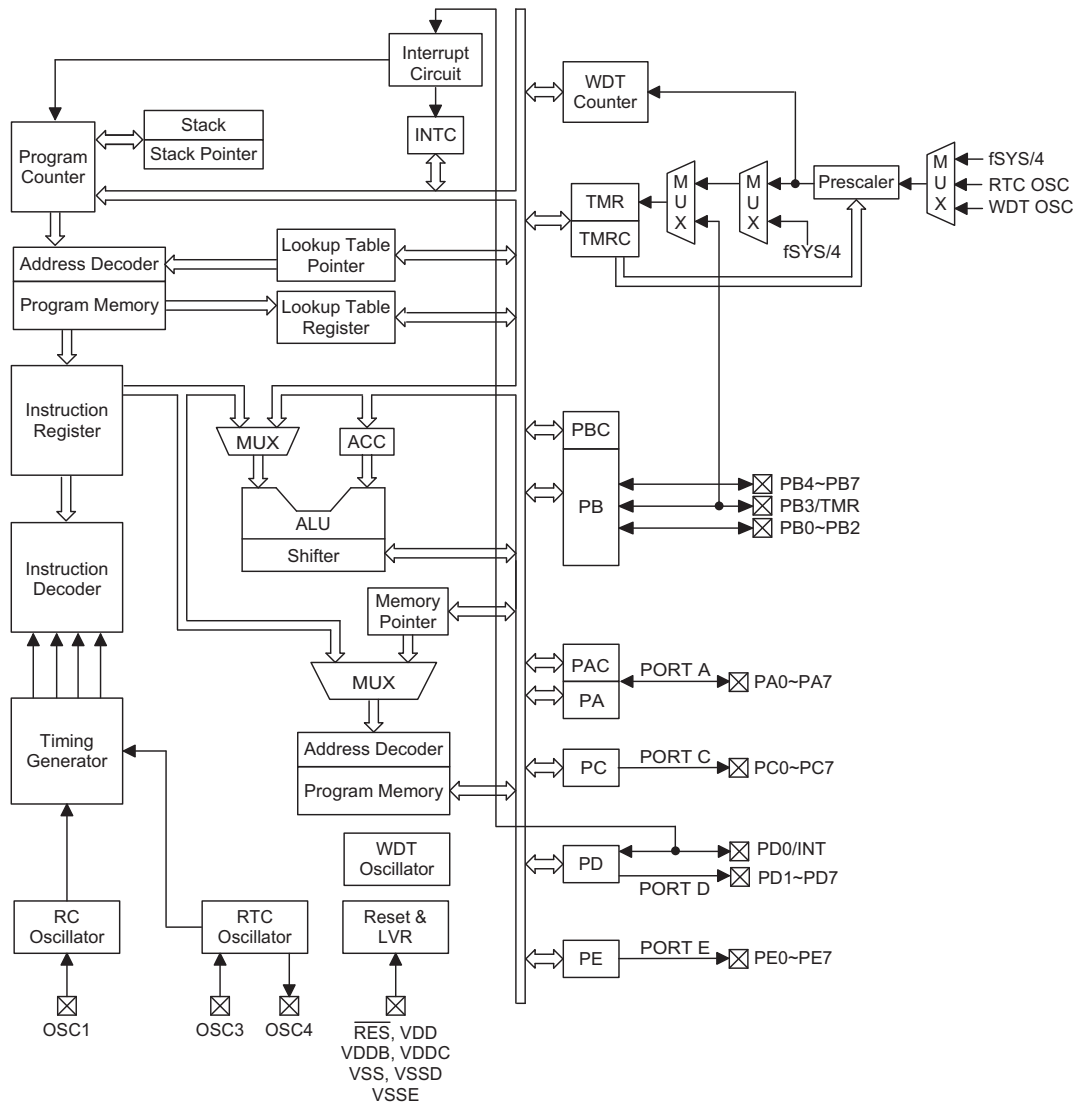 Interrupt
Circuit
WDT
Counter
Stack
Stack Pointer
INTC
Program
Counter
MUX
fSYS/4
RTC OSC
WDT OSC
Prescaler
MUX
MUX
TMR
TMRC
fSYS/4
Lookup Table
Pointer
Address Decoder
Program Memory
Lookup Table
Register
Instruction
Register
MUX
ACC
PBC
PB
PB4~PB7
PB3/TMR
PB0~PB2
ALU
Shifter
Instruction
Decoder
Memory
Pointer
MUX
PAC
PA
PORT A
PA0~PA7
Timing
Generator
Address Decoder
Program Memory
PC
PORT C
PC0~PC7
WDT
Oscillator
PD
PORT D
PD0/INT
PD1~PD7
RC
Oscillator
RTC
Oscillator
Reset &
LVR
PE
PORT E
PE0~PE7
OSC1
OSC3
OSC4
RES, VDD
VDDB, VDDC
VSS, VSSD
VSSE